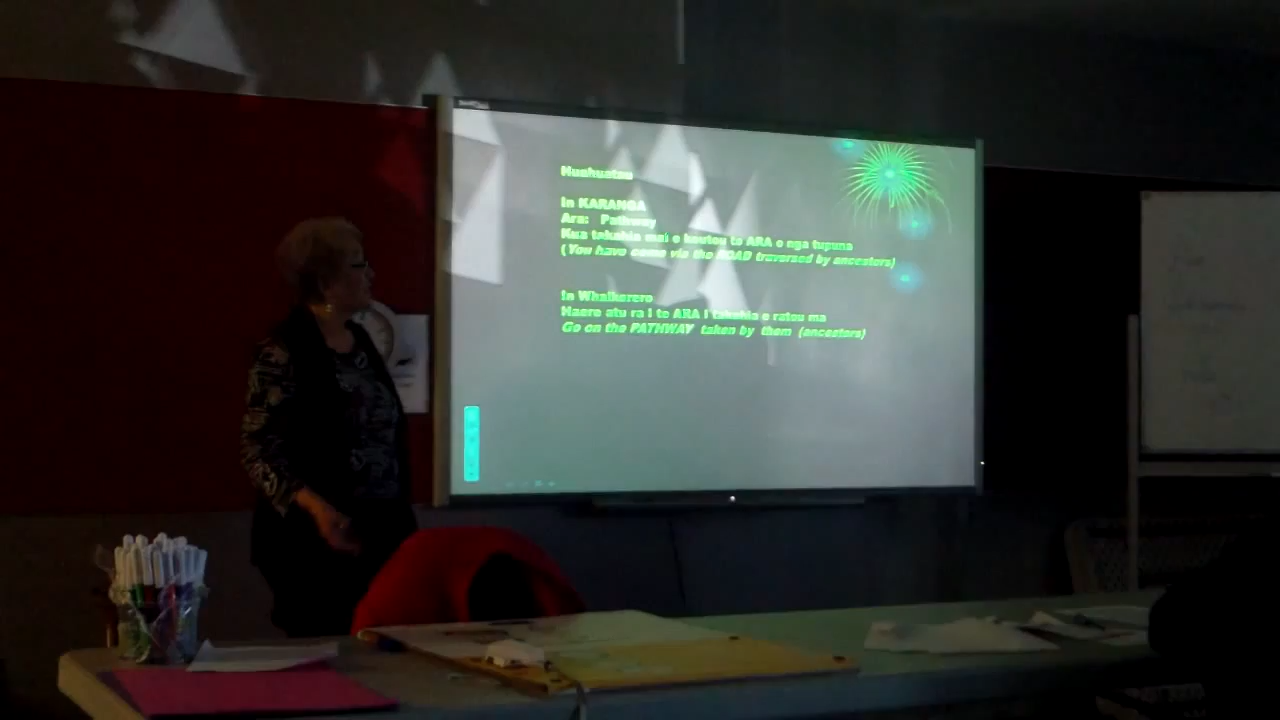 In KARANGA
Ara: Pathway
Kua takahia mai e koutou te ARA o nga tupuna
(You have come via the ROAD traversed by ancestors)
In Whaikorero
Haere atu ra i te ARA i takahia e ratou ma
Go on the PATHWAY taken by them (ancestors)